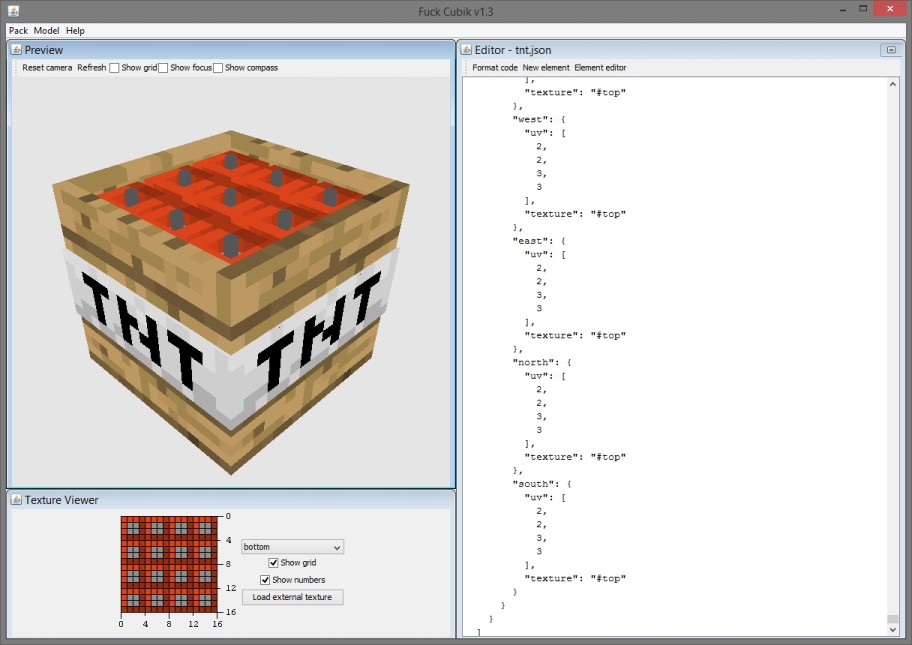 Fuck Cubik v1.3
Pack Model Help
Preview
Reset camera Refresh Show grid Show focus Show compass
TNT TNT
Texture Viewer
0
4
8
12
16
0 4 8 12 16
bottom
Show grid
Show numbers
Load external texture
Editor - tnt.json
Format code New element Element editor
],
"texture": "#top"
},
"west": {
"uv": [
2,
2,
3,
3
],
"texture": "#top"
},
"east": {
"uv": [
2,
2,
3,
3
],
"texture": "#top"
},
"north": {
"uv": [
2,
2,
3,
3
],
"texture": "#top"
},
"south": {
"uv": [
2,
2,
3,
3
],
"texture": "#top"
}
}
}
]